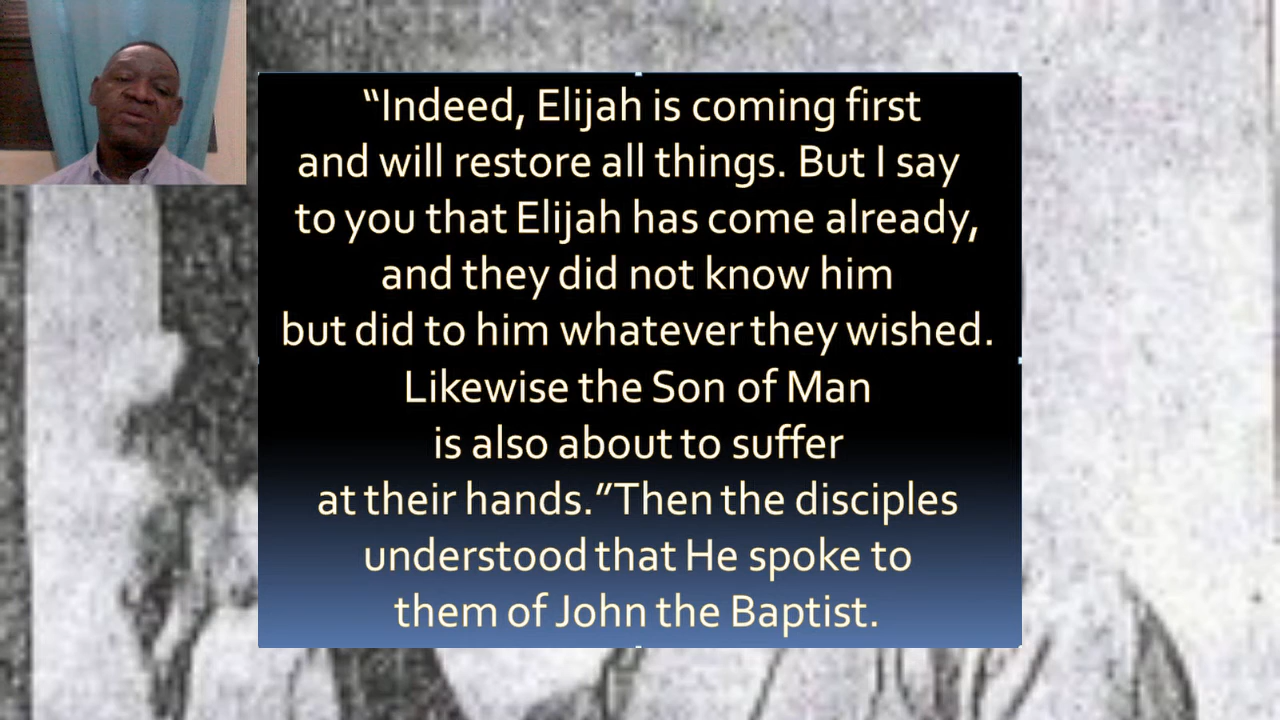 “Indeed, Elijah is coming first
and will restore all things. But I say
to you that Elijah has come already,
and they did not know him
but did to him whatever they wished.
Likewise the Son of Man
is also about to suffer
at their hands.”Then the disciples
understood that He spoke to
them of John the Baptist.